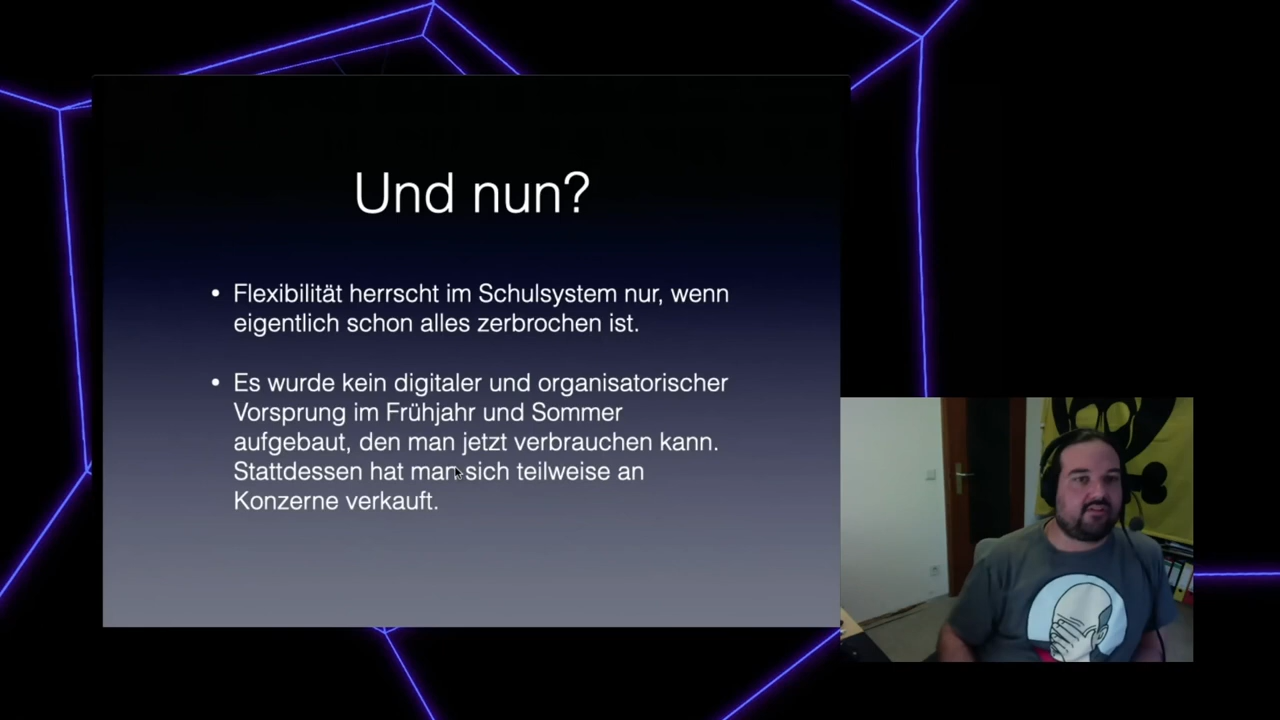 Und nun?
• Flexibilität herrscht im Schulsystem nur, wenn
eigentlich schon alles zerbrochen ist.
• Es wurde kein digitaler und organisatorischer
Vorsprung im Frühjahr und Sommer
aufgebaut, den man jetzt verbrauchen kann.
Stattdessen hat man sich teilweise an
Konzerne verkauft.